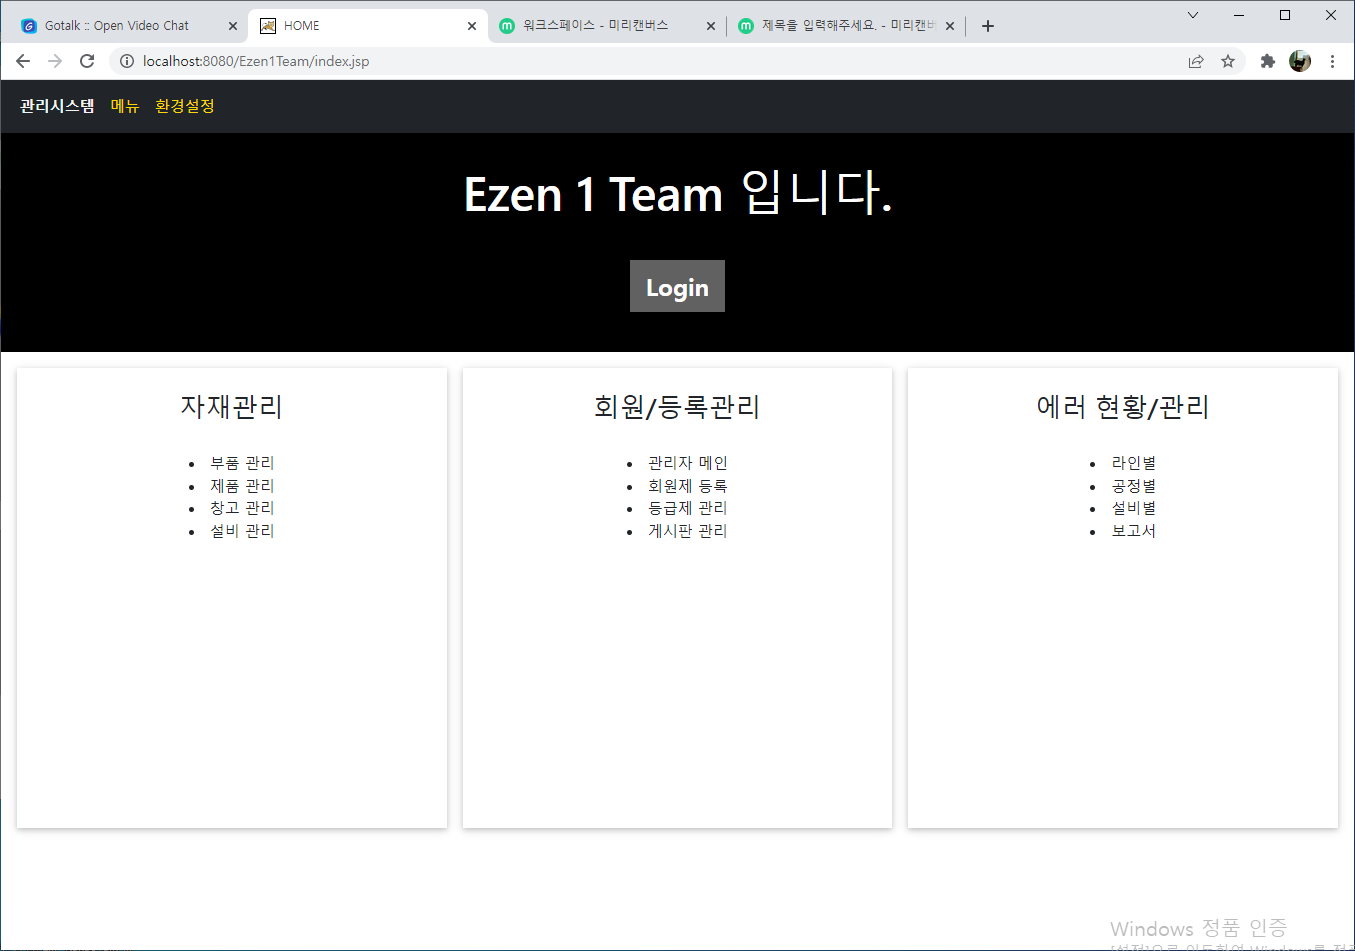 Gotalk :: Open Video Chat
HOME
워크스페이스 - 미리캔버스
제목을 입력해주세요. - 미리캔버
localhost:8080/Ezen1Team/index.jsp
관리시스템 메뉴 환경설정
Ezen 1 Team 입니다.
Login
자재관리
부품 관리
제품 관리
창고 관리
설비 관리
회원/등록관리
관리자 메인
회원제 등록
등급제 관리
게시판 관리
에러 현황/관리
라인별
공정별
설비별
보고서
Windows 정품 인증